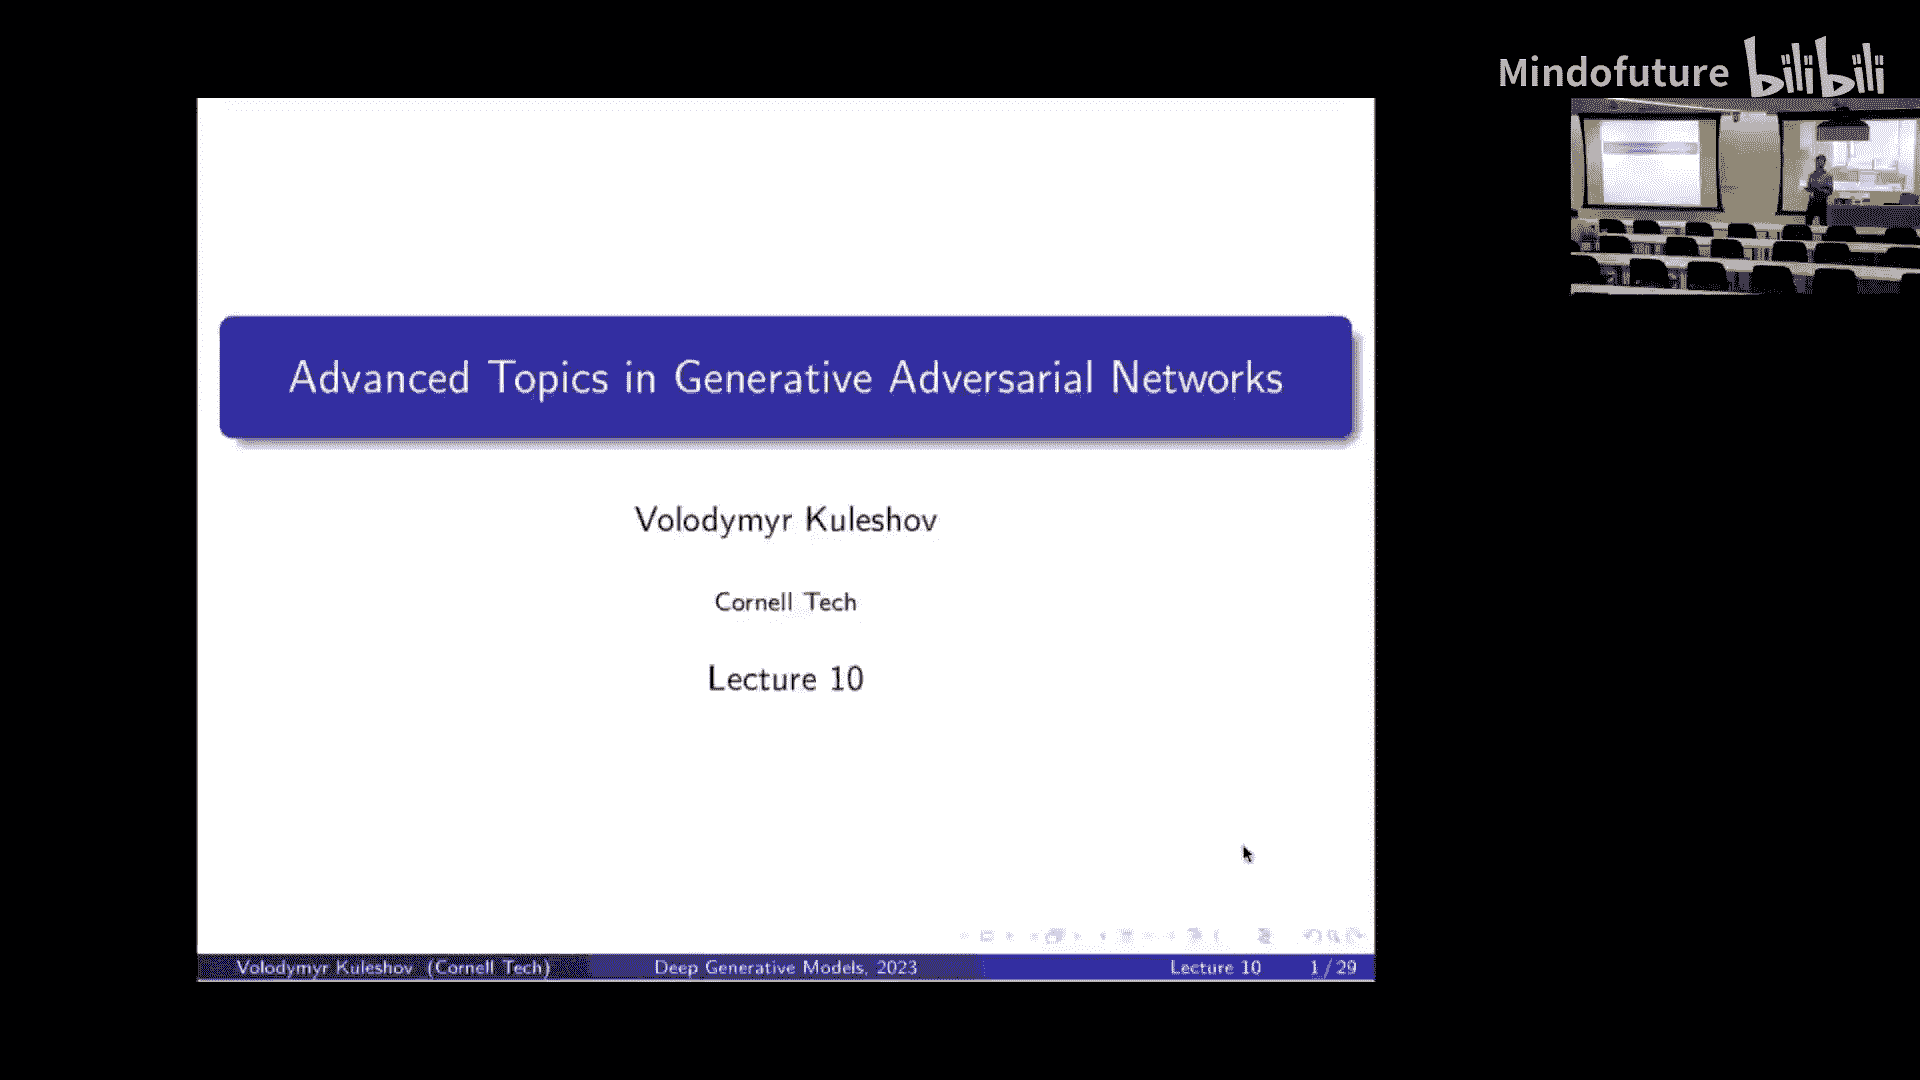 Mindofuture bilibili
Advanced Topics in Generative Adversarial Networks
Volodymyr Kuleshov
Cornell Tech
Lecture 10
Volodymyr Kuleshov (Cornell Tech) Deep Generative Models, 2023 Lecture 10 1 / 29